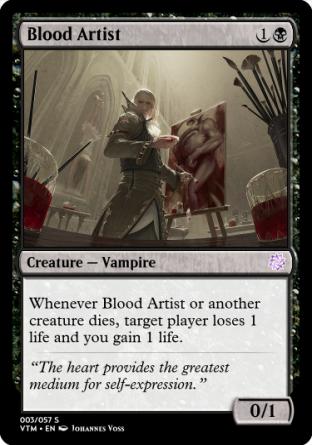 Blood Artist 1
Creature — Vampire
Whenever Blood Artist or another
creature dies, target player loses 1
life and you gain 1 life.
“The heart provides the greatest
medium for self-expression.”
0/1
003/057 S
VTM • EN Johannes Voss